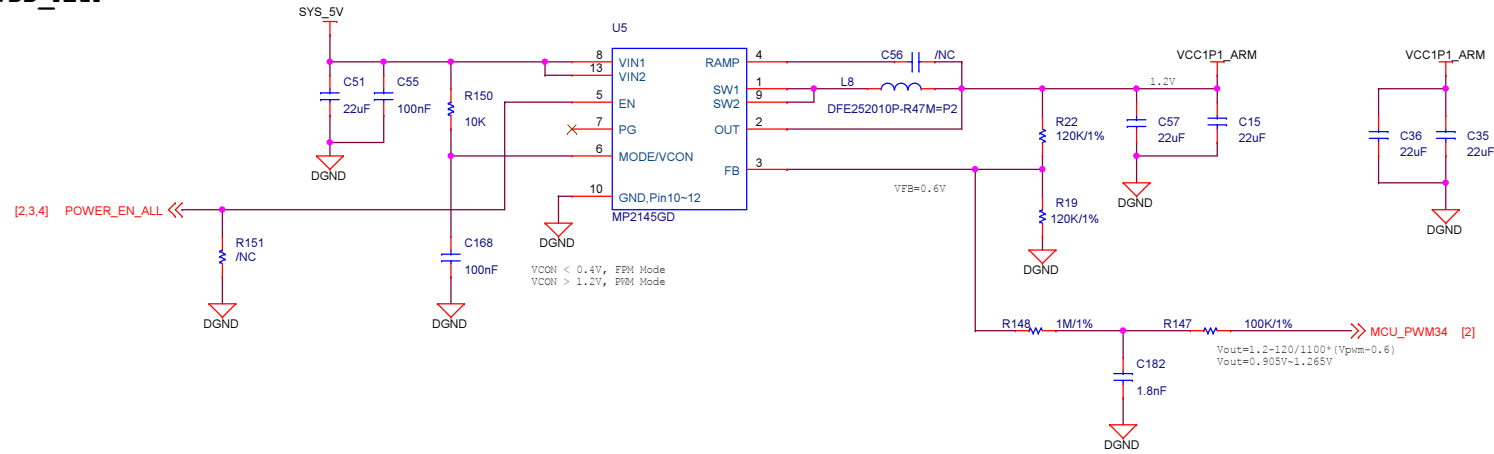 SYS_5V
U5
C51
22uF
C55
100nF
R150
10K
8
13
5
7
6
10
VIN1
VIN2
EN
PG
MODE/VCON
GND,Pin10~12
RAMP
SW1
SW2
OUT
FB
4
1
9
2
3
MP2145GD
C56
/NC
L8
DFE252010P-R47M=P2
VCC1P1_ARM
1.2V
R22
120K/1%
C57
22uF
C15
22uF
VCC1P1_ARM
C36
22uF
C35
22uF
DGND
VFB=0.6V
R19
120K/1%
DGND
DGND
DGND
[2,3,4] POWER_EN_ALL
R151
/NC
DGND
C168
100nF
DGND
DGND
VCON < 0.4V, FPM Mode
VCON > 1.2V, PWM Mode
R148
1M/1%
R147
100K/1%
MCU_PWM34 [2]
Vout=1.2-120/1100*(Vpwm-0.6)
Vout=0.905V~1.265V
C182
1.8nF
DGND